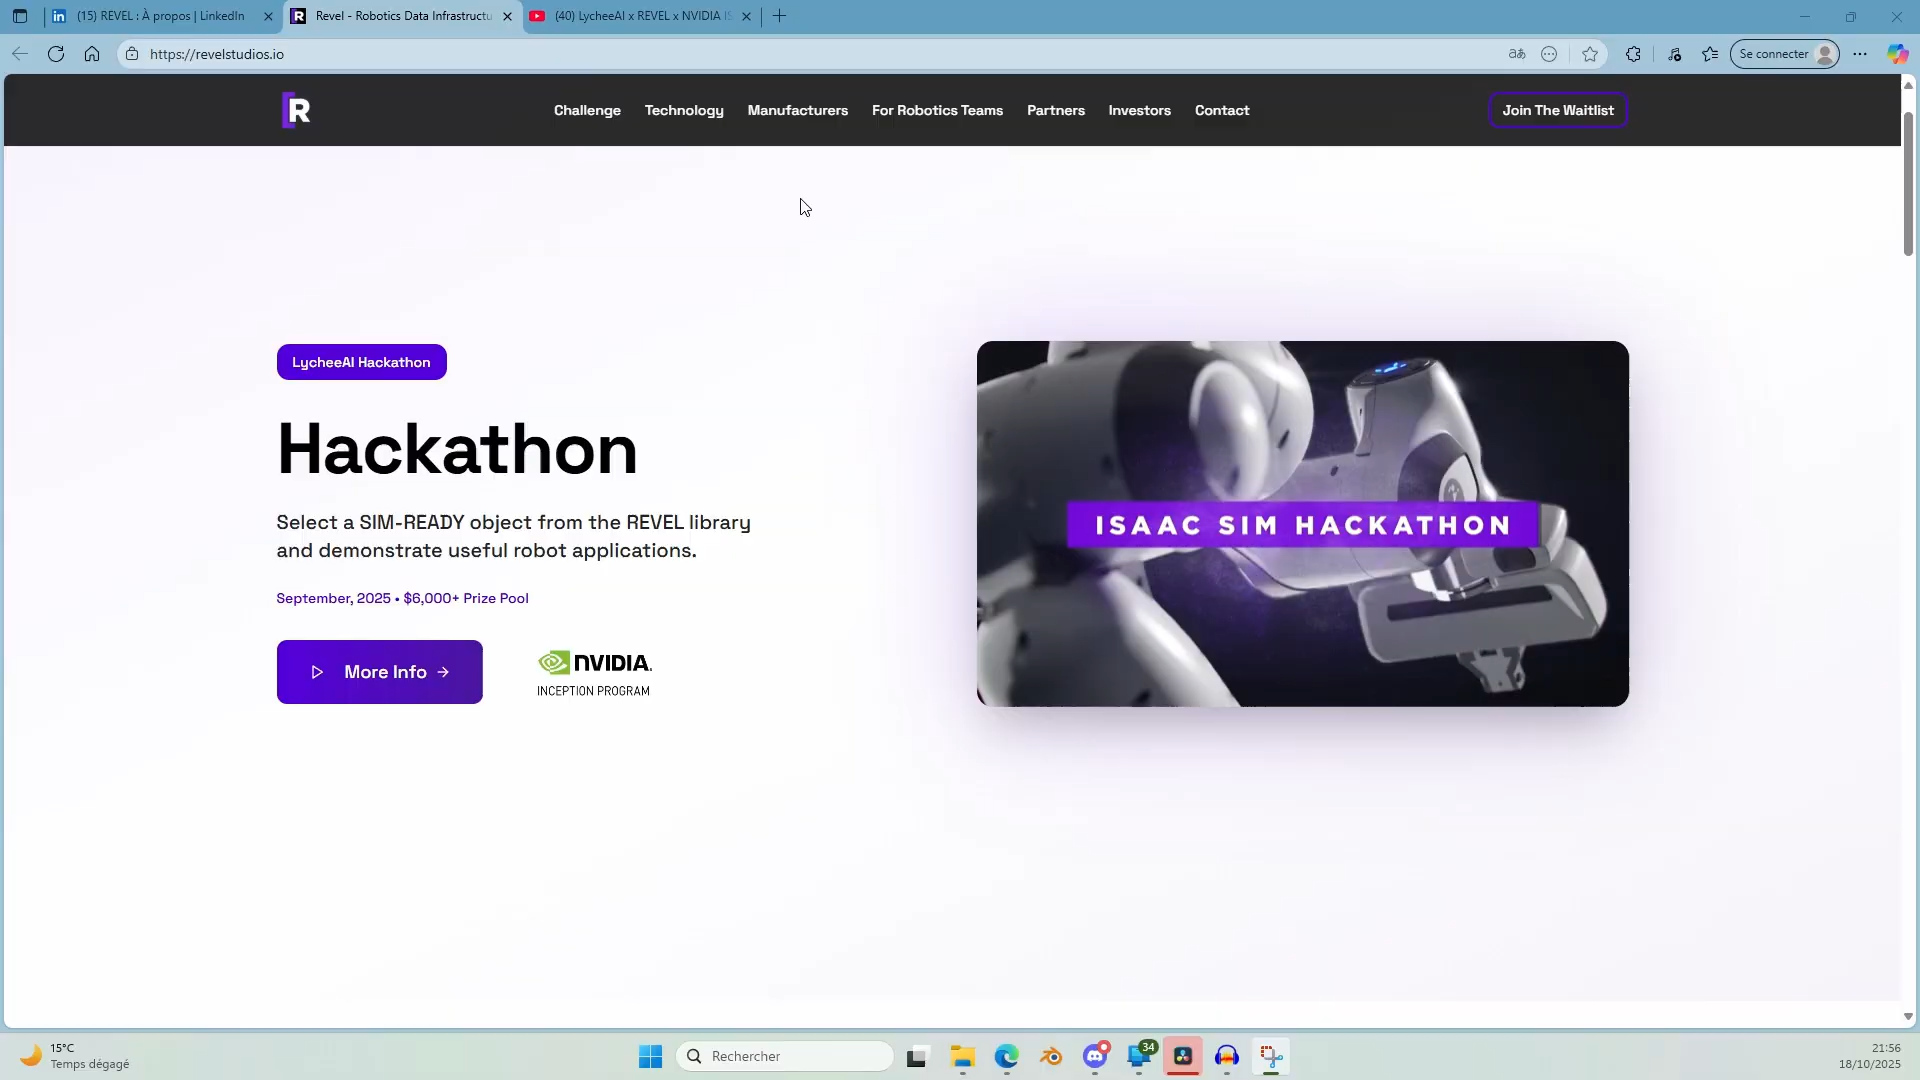 (15) REVEL : À propos | LinkedIn
Revel - Robotics Data Infrastructu
(40) LycheeAI x REVEL x NVIDIA IS
https://revelstudios.io
Se connecter
R
Challenge
Technology
Manufacturers
For Robotics Teams
Partners
Investors
Contact
Join The Waitlist
LycheeAI Hackathon
Hackathon
Select a SIM-READY object from the REVEL library
and demonstrate useful robot applications.
September, 2025 • $6,000+ Prize Pool
More Info →
NVIDIA.
INCEPTION PROGRAM
ISAAC SIM HACKATHON
15°C
Temps dégagé
Rechercher
34
21:56
18/10/2025